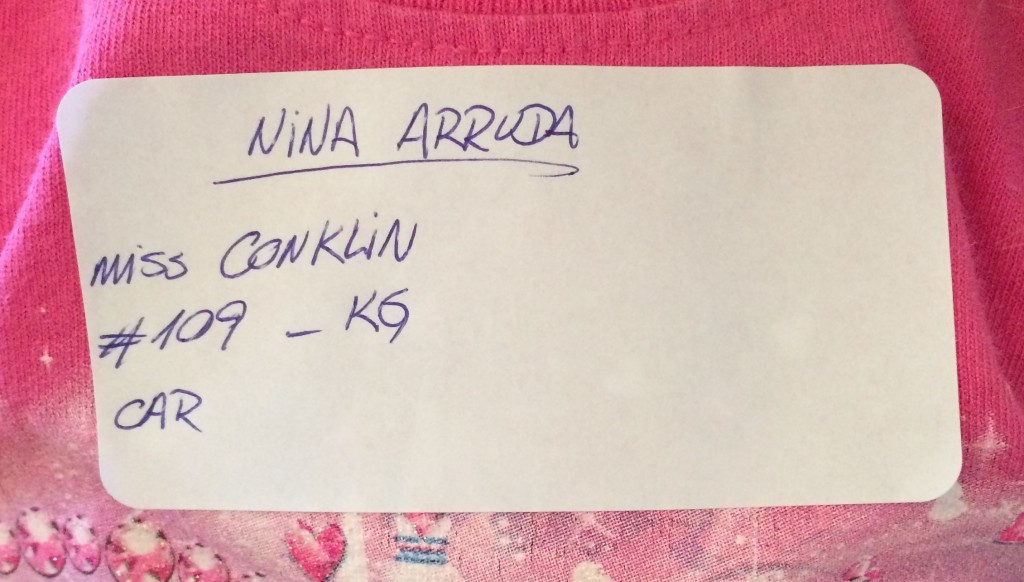 NINA ARRUDA
MISS CONKLIN
#109 - KG
CAR